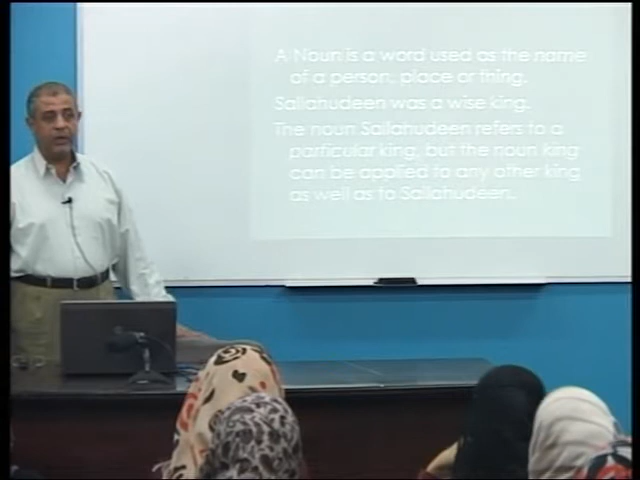 A Noun is a word used as the name
of a person, place or thing.
Sallahudeen was a wise king.
The noun Sallahudeen refers to a
particular king, but the noun king
can be applied to any other king
as well as to Sallahudeen.